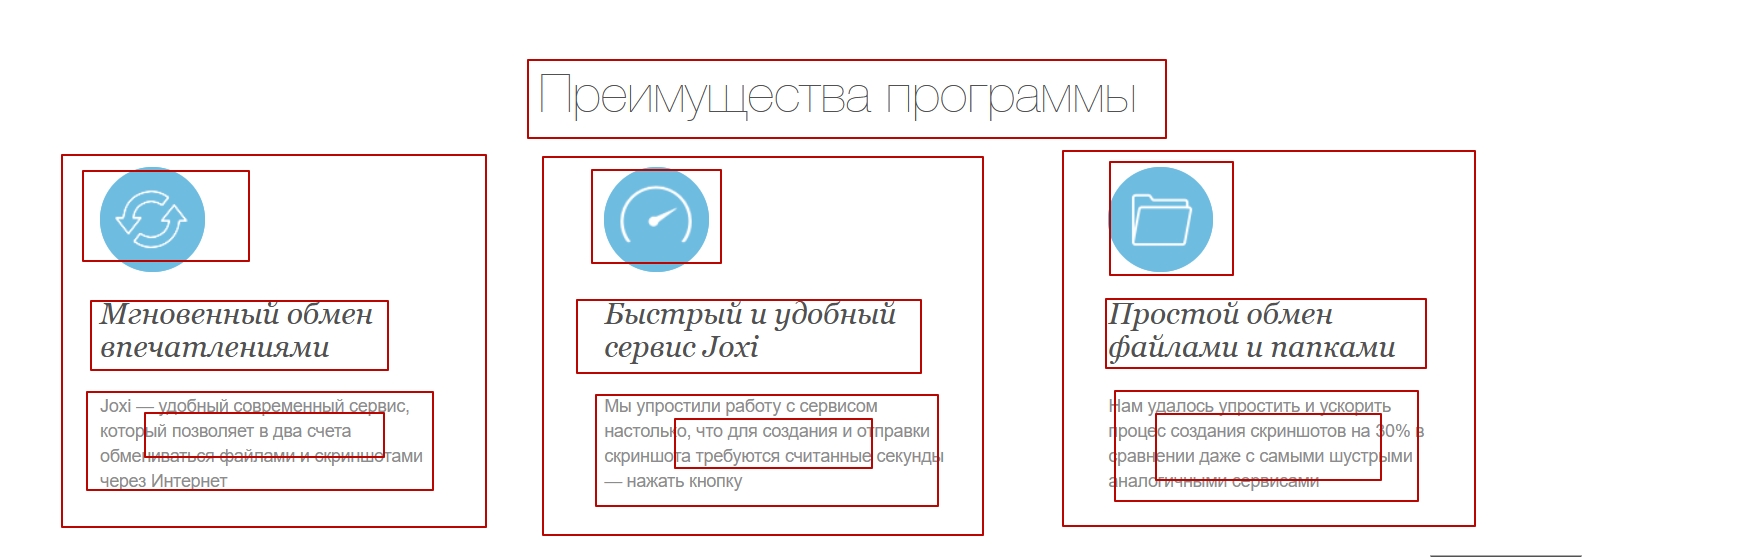 Преимущества программы
Мгновенный обмен
впечатлениями
Joxi — удобный современный сервис,
который позволяет в два счета
обмениваться файлами и скриншотами
через Интернет
Быстрый и удобный
сервис Joxi
Мы упростили работу с сервисом
настолько, что для создания и отправки
скриншота требуются считанные секунды
— нажать кнопку
Простой обмен
файлами и папками
Нам удалось упростить и ускорить
процес создания скриншотов на 30% в
сравнении даже с самыми шустрыми
аналогичными сервисами